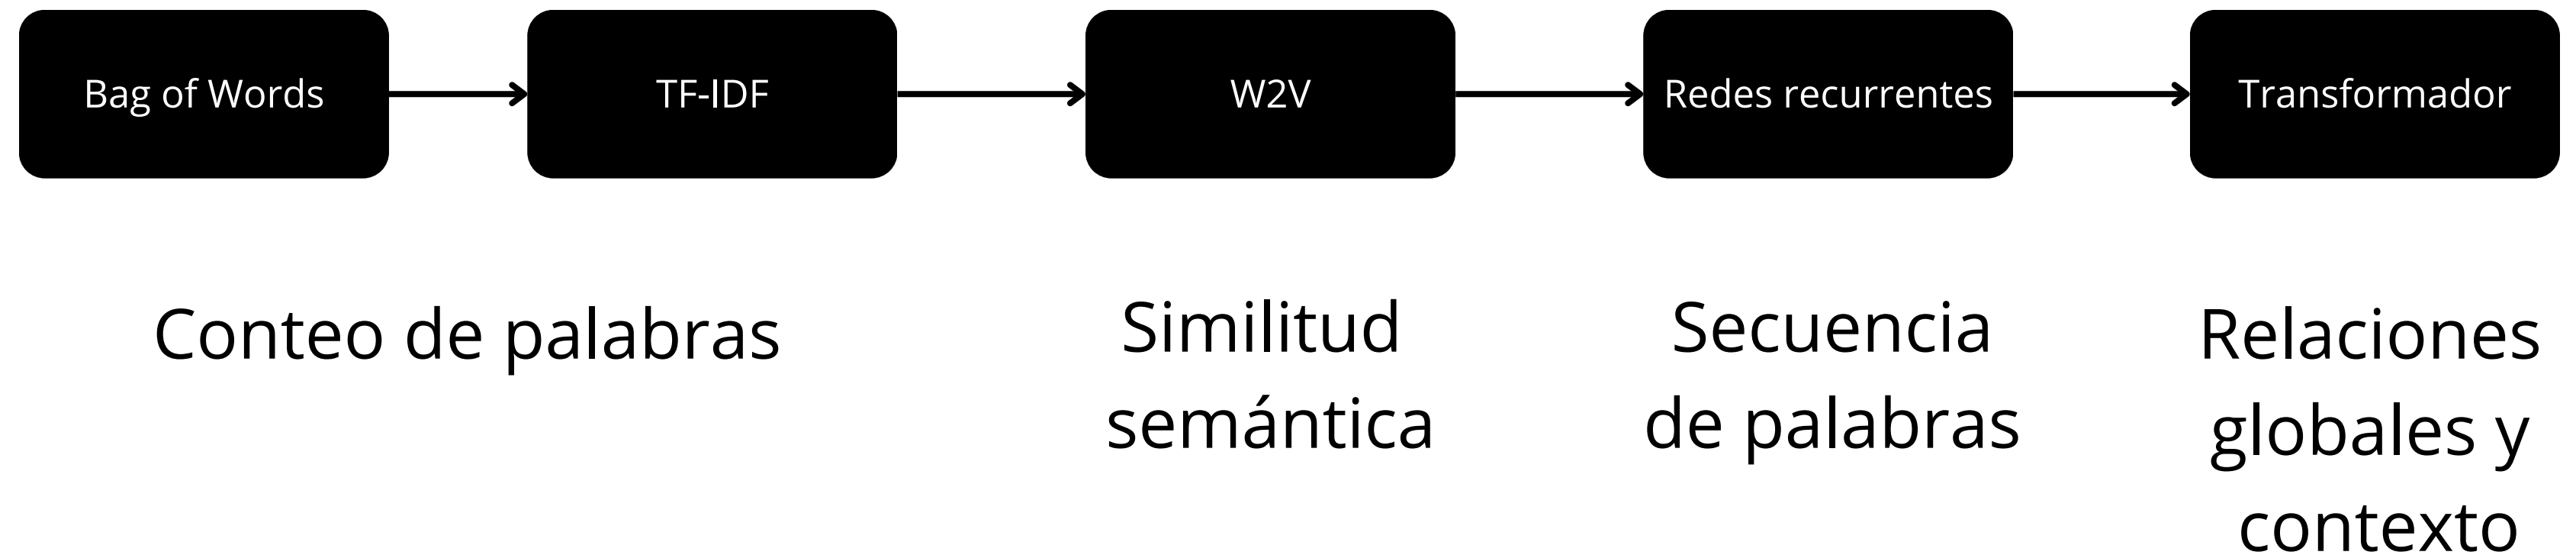 Bag of Words
TF-IDF
W2V
Redes recurrentes
Transformador
Conteo de palabras
Similitud
semántica
Secuencia
de palabras
Relaciones
globales y
contexto